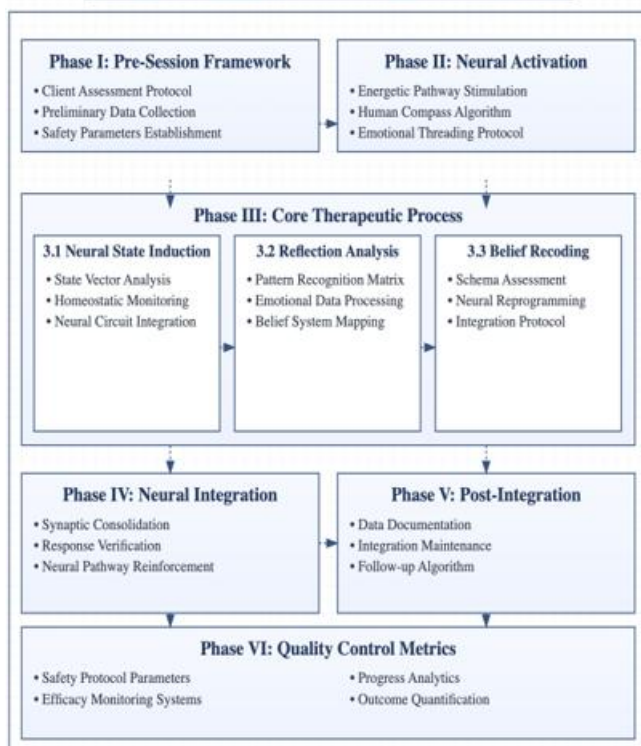 Phase I: Pre-Session Framework
• Client Assessment Protocol
• Preliminary Data Collection
• Safety Parameters Establishment
Phase II: Neural Activation
• Energetic Pathway Stimulation
• Human Compass Algorithm
• Emotional Threading Protocol
Phase III: Core Therapeutic Process
3.1 Neural State Induction
• State Vector Analysis
• Homeostatic Monitoring
• Neural Circuit Integration
3.2 Reflection Analysis
• Pattern Recognition Matrix
• Emotional Data Processing
• Belief System Mapping
3.3 Belief Recoding
• Schema Assessment
• Neural Reprogramming
• Integration Protocol
Phase IV: Neural Integration
• Synaptic Consolidation
• Response Verification
• Neural Pathway Reinforcement
Phase V: Post-Integration
• Data Documentation
• Integration Maintenance
• Follow-up Algorithm
Phase VI: Quality Control Metrics
• Safety Protocol Parameters
• Efficacy Monitoring Systems
• Progress Analytics
• Outcome Quantification